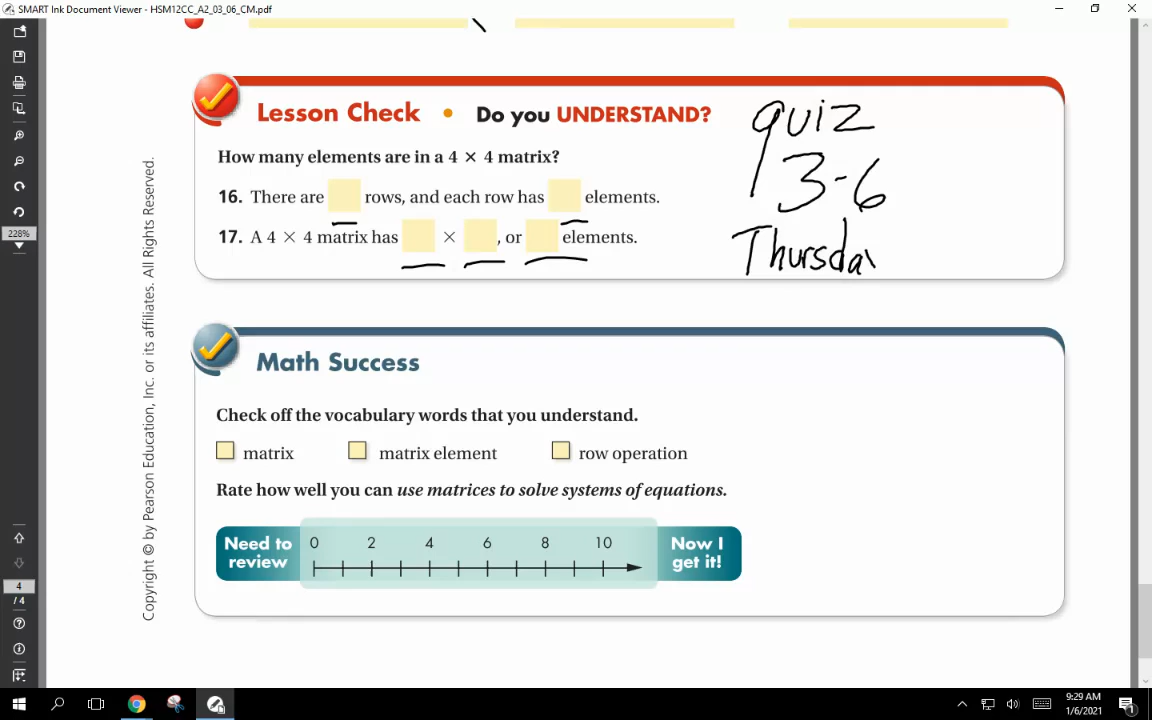 SMART Ink Document Viewer - HSM12CC_A2_03_06_CM.pdf
Lesson Check • Do you UNDERSTAND?
How many elements are in a 4 × 4 matrix?
16. There are rows, and each row has elements.
17. A 4 × 4 matrix has × , or elements.
quiz
3-6
Thursday
Math Success
Check off the vocabulary words that you understand.
matrix matrix element row operation
Rate how well you can use matrices to solve systems of equations.
Need to review
0 2 4 6 8 10
Now I get it!
Copyright © by Pearson Education, Inc. or its affiliates. All Rights Reserved.
228%
4
/ 4
9:29 AM
1/6/2021
1